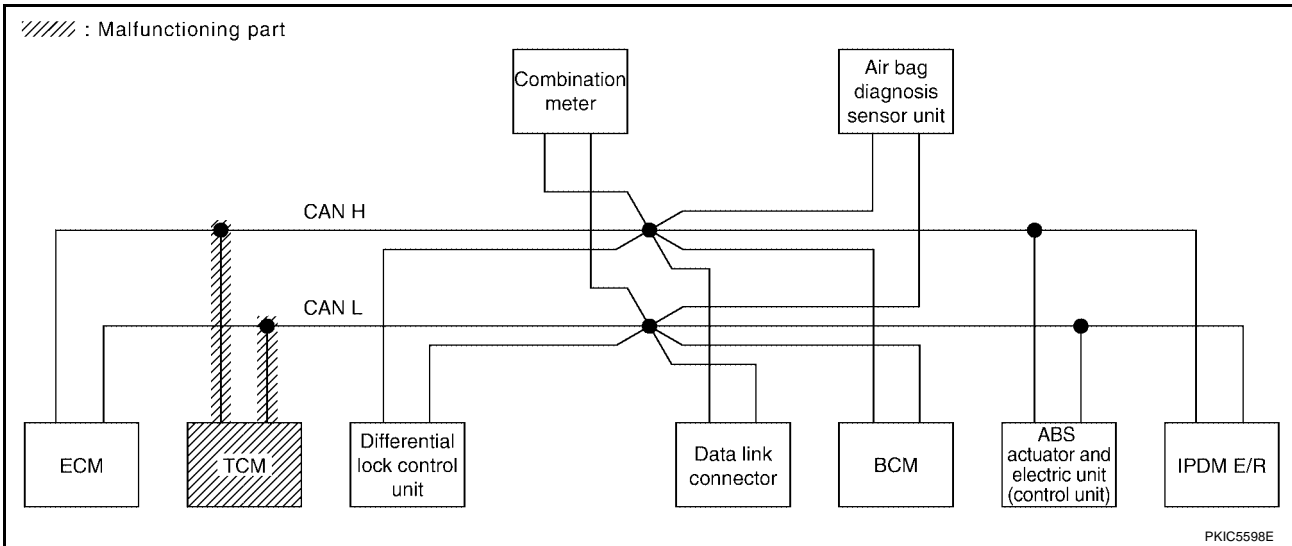 : Malfunctioning part
Combination
meter
Air bag
diagnosis
sensor unit
CAN H
CAN L
ECM
TCM
Differential
lock control
unit
Data link
connector
BCM
ABS
actuator and
electric unit
(control unit)
IPDM E/R
PKIC5598E